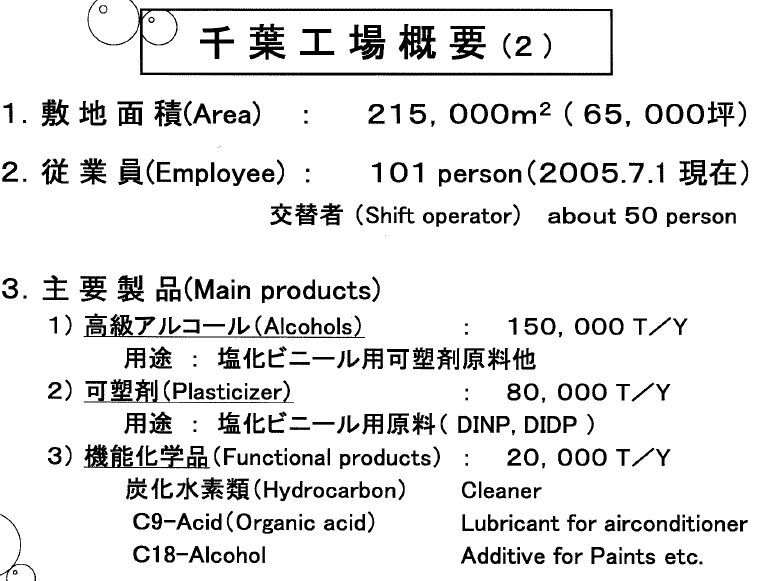 千葉工場概要(2)
1. 敷地面積(Area) : 215, 000m² ( 65, 000坪)
2. 従業員(Employee) : 101 person(2005.7.1 現在)
交替者 (Shift operator) about 50 person
3. 主要製品(Main products)
1) 高級アルコール(Alcohols) : 150, 000 T/Y
用途 : 塩化ビニール用可塑剤原料他
2) 可塑剤(Plasticizer) : 80, 000 T/Y
用途 : 塩化ビニール用原料( DINP, DIDP )
3) 機能化学品(Functional products) : 20, 000 T/Y
炭化水素類(Hydrocarbon) Cleaner
C9-Acid(Organic acid) Lubricant for airconditioner
C18-Alcohol Additive for Paints etc.